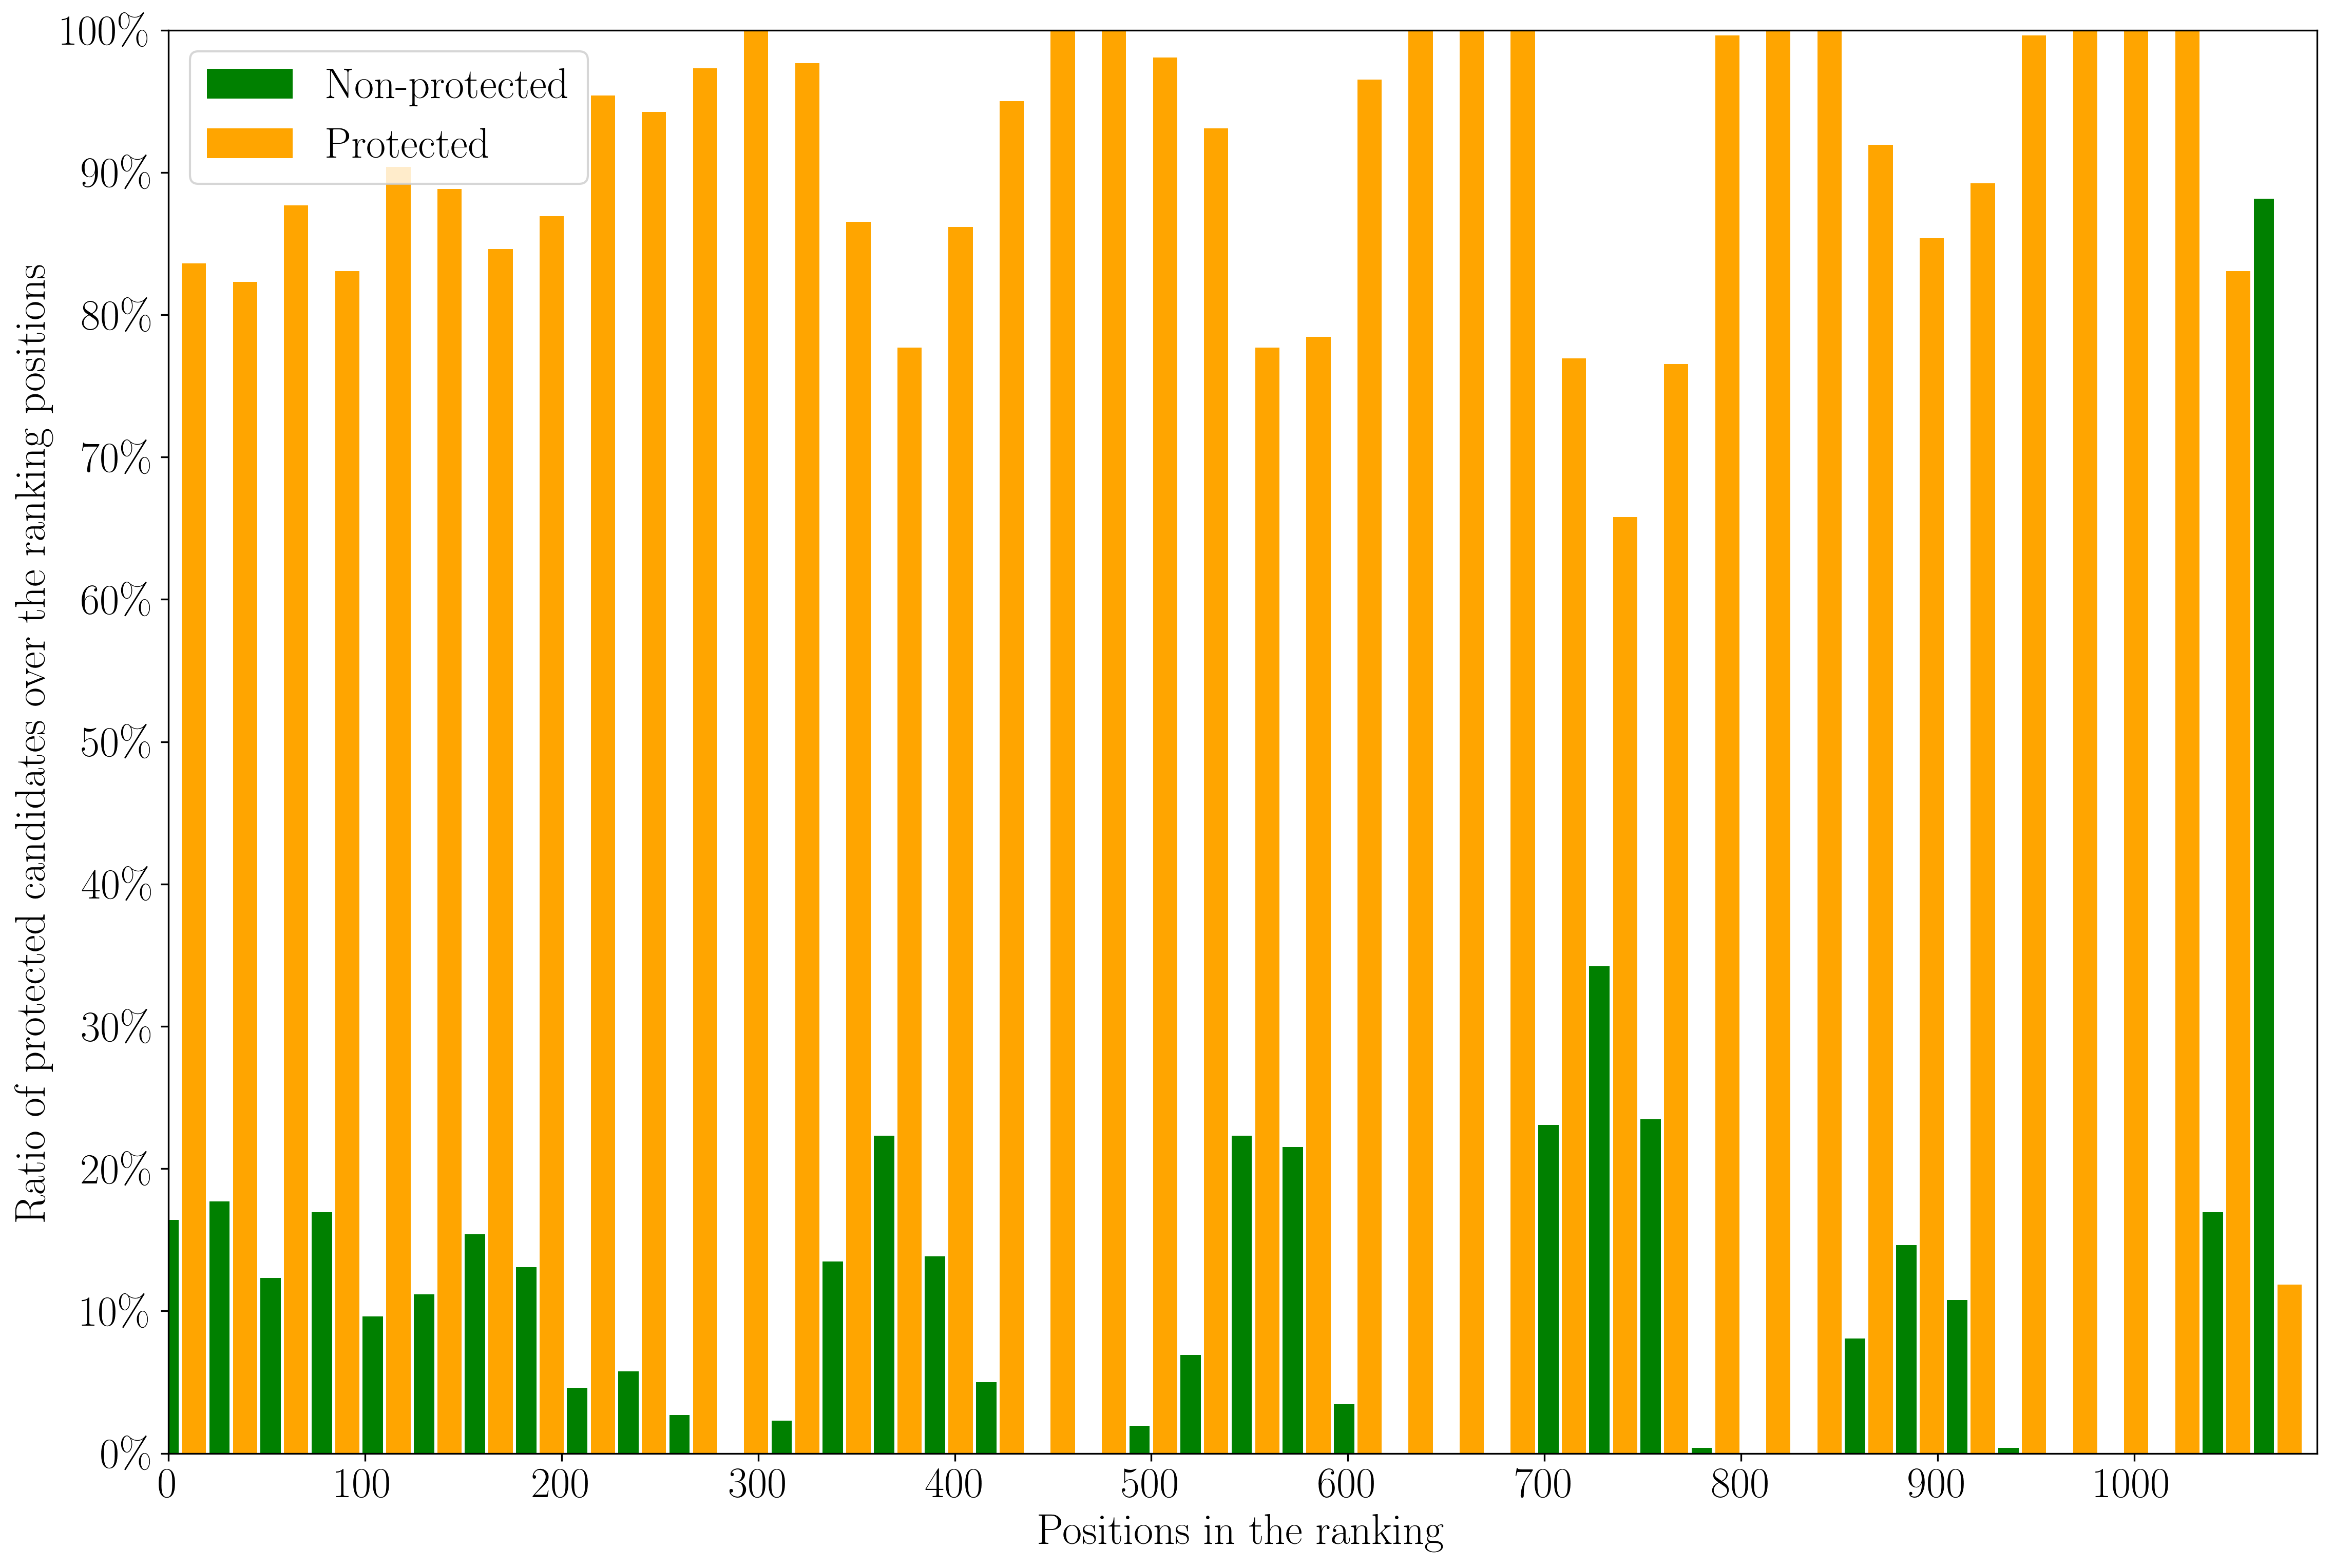 Non-protected
Protected
Ratio of protected candidates over the ranking positions
100%
90%
80%
70%
60%
50%
40%
30%
20%
10%
0%
0 100 200 300 400 500 600 700 800 900 1000
Positions in the ranking